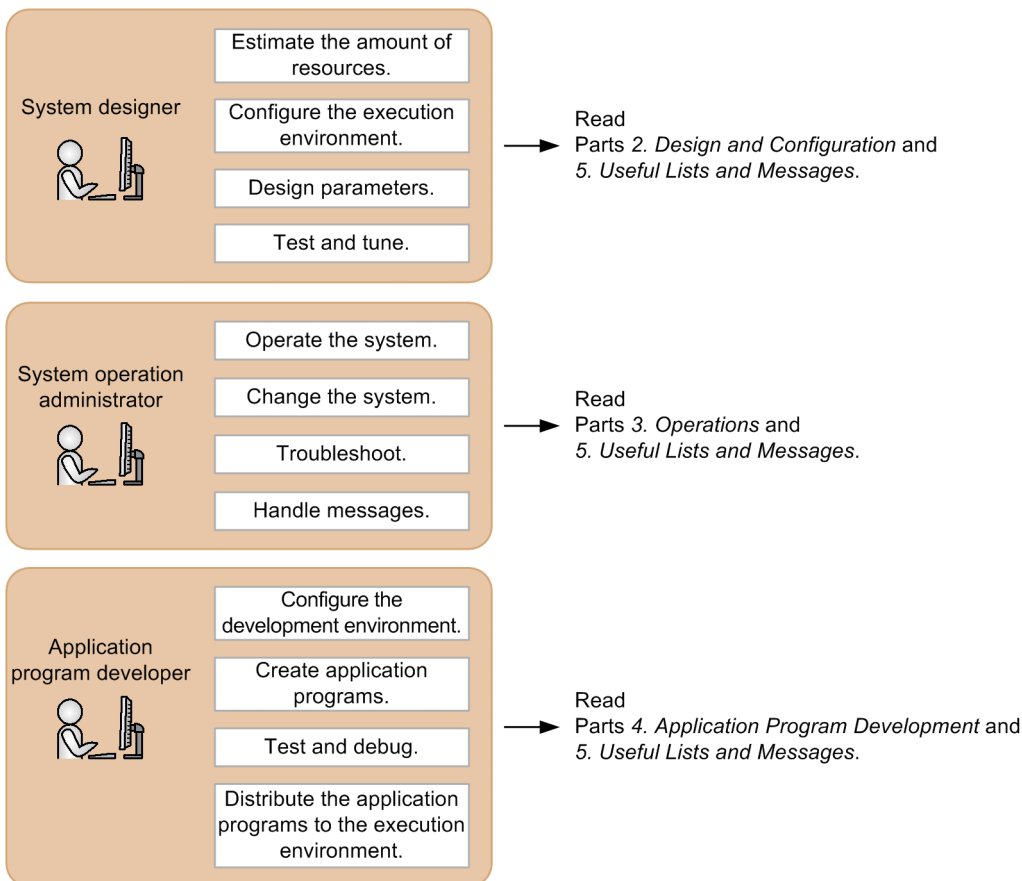 System designer
Estimate the amount of
resources.
Configure the execution
environment.
Design parameters.
Test and tune.
Read
Parts 2. Design and Configuration and
5. Useful Lists and Messages.
System operation
administrator
Operate the system.
Change the system.
Troubleshoot.
Handle messages.
Read
Parts 3. Operations and
5. Useful Lists and Messages.
Application
program developer
Configure the
development environment.
Create application
programs.
Test and debug.
Distribute the application
programs to the execution
environment.
Read
Parts 4. Application Program Development and
5. Useful Lists and Messages.